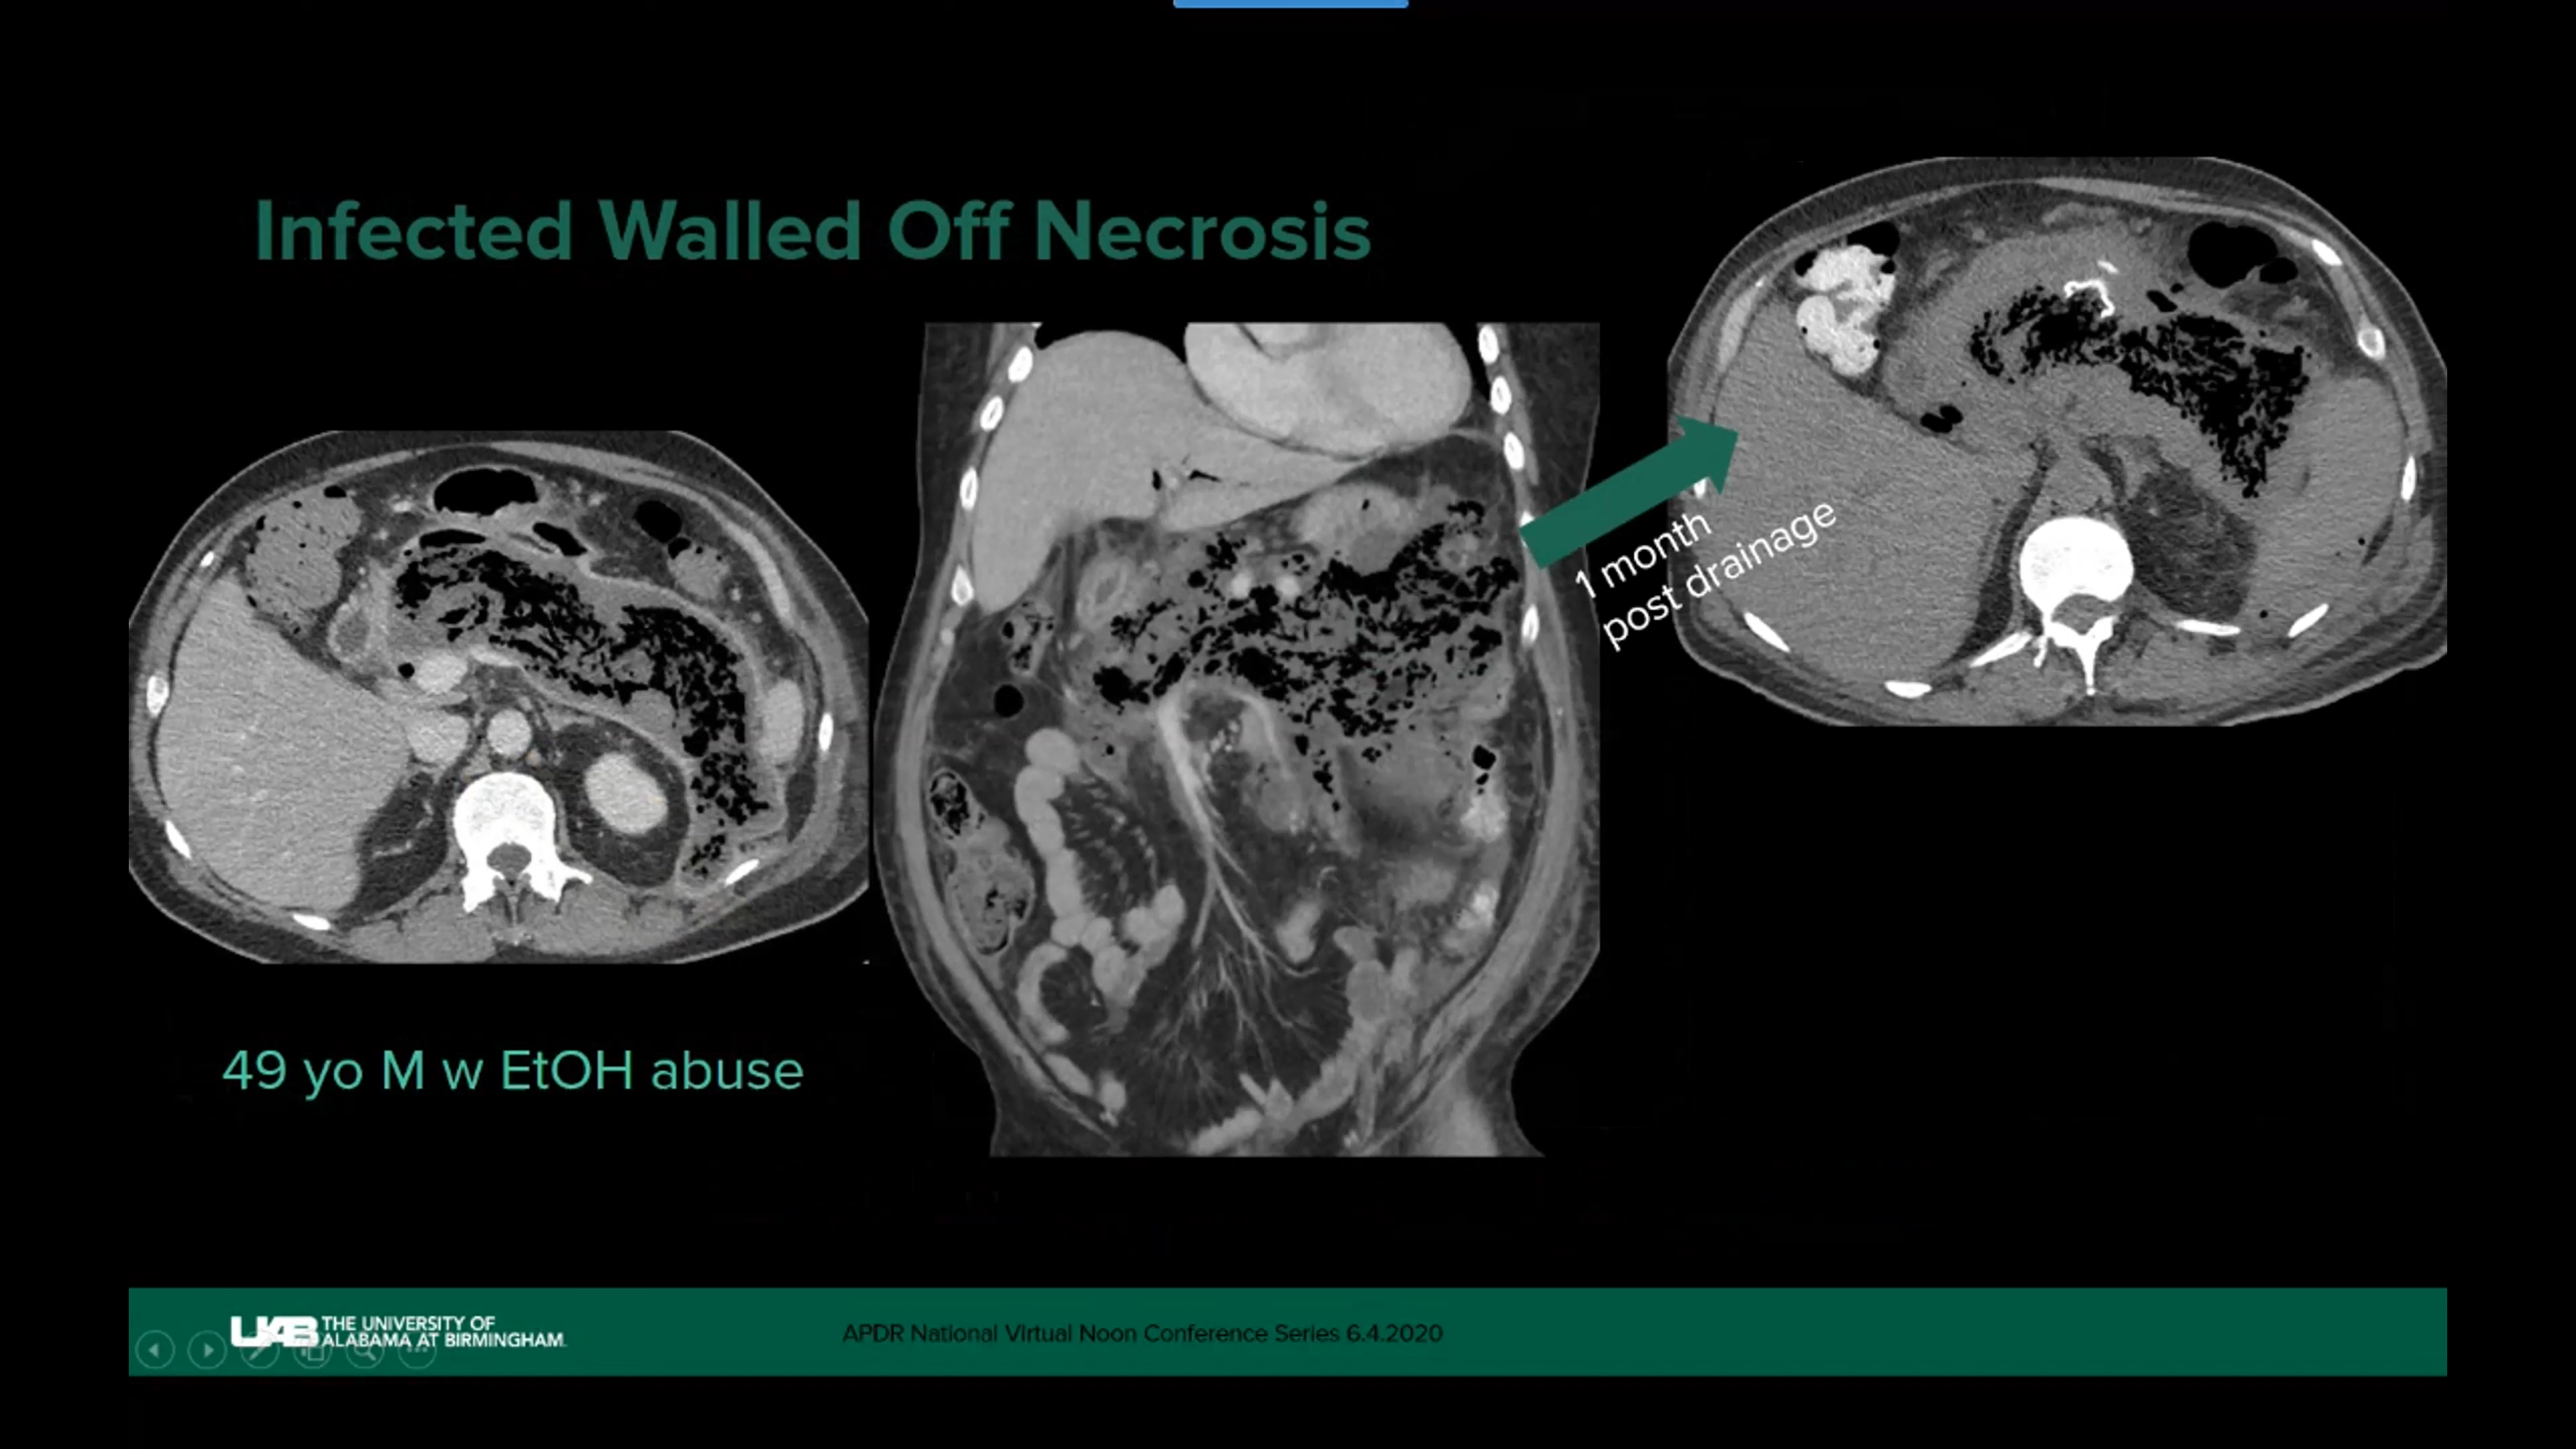 Infected Walled Off Necrosis
1 month
post drainage
49 yo M w EtOH abuse
UAB THE UNIVERSITY OF
ALABAMA AT BIRMINGHAM
APDR National Virtual Noon Conference Series 6.4.2020